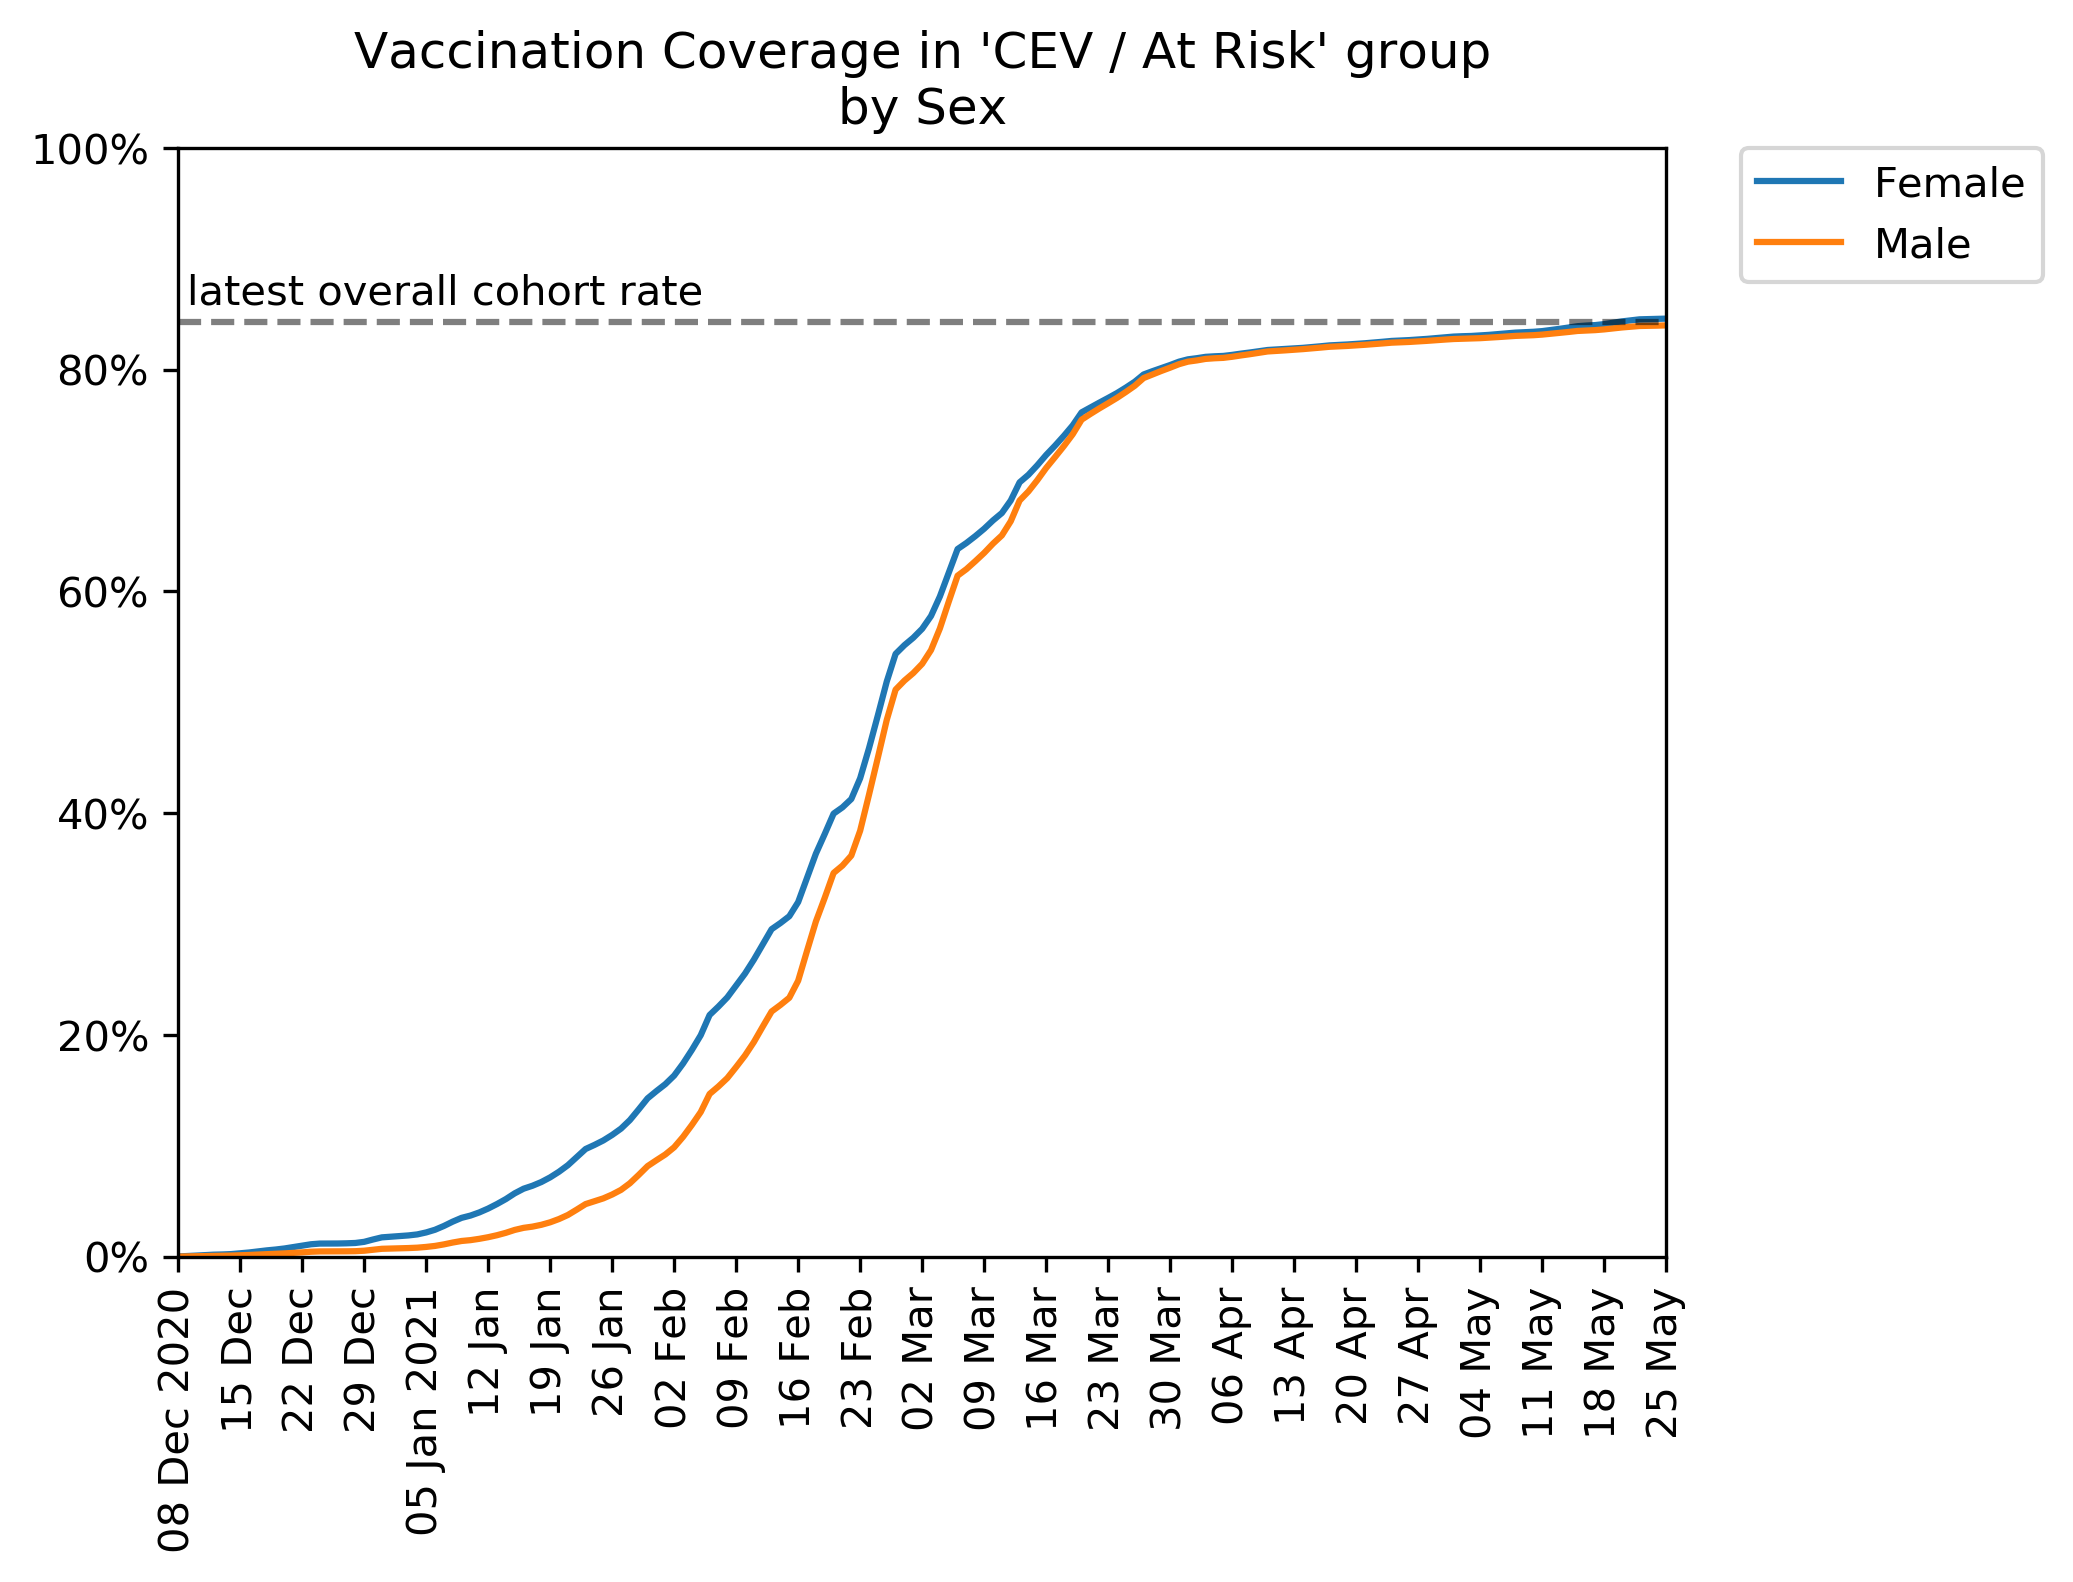 Vaccination Coverage in 'CEV / At Risk' group
by Sex
100%
80%
60%
40%
20%
0%
latest overall cohort rate
Female
Male
08 Dec 2020
15 Dec
22 Dec
29 Dec
05 Jan 2021
12 Jan
19 Jan
26 Jan
02 Feb
09 Feb
16 Feb
23 Feb
02 Mar
09 Mar
16 Mar
23 Mar
30 Mar
06 Apr
13 Apr
20 Apr
27 Apr
04 May
11 May
18 May
25 May